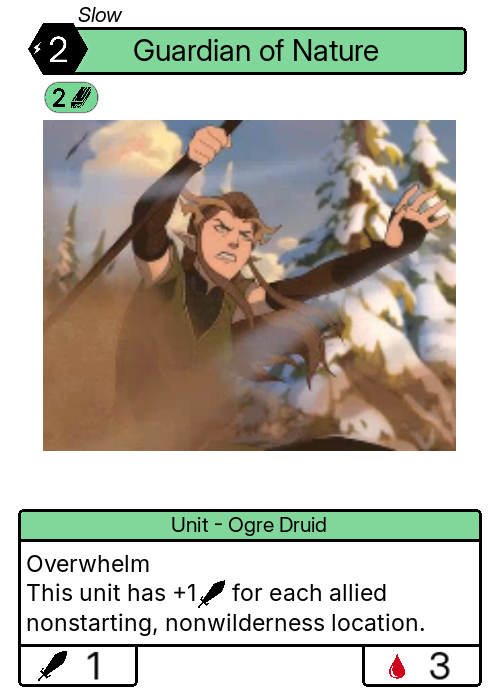 Slow
2 Guardian of Nature
2
Unit - Ogre Druid
Overwhelm
This unit has +1 for each allied
nonstarting, nonwilderness location.
1 3